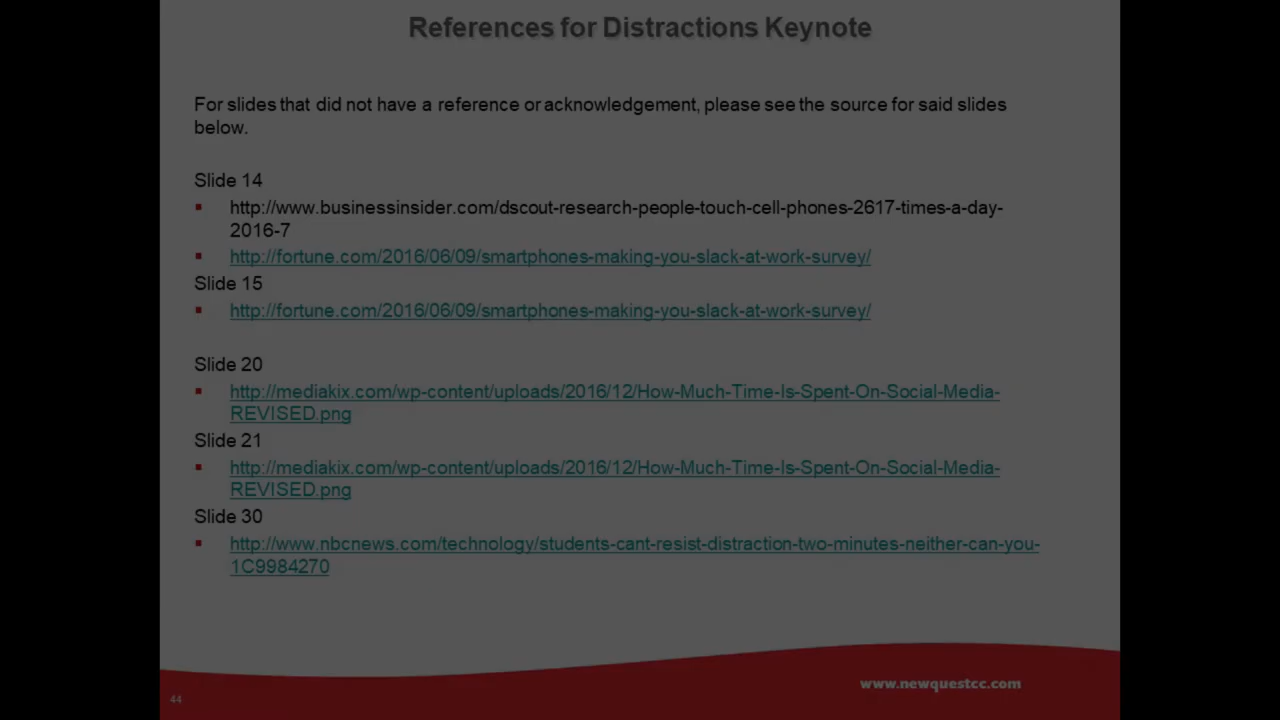 References for Distractions Keynote
For slides that did not have a reference or acknowledgement, please see the source for said slides
below.
Slide 14
▪ http://www.businessinsider.com/dscout-research-people-touch-cell-phones-2617-times-a-day-
2016-7
▪ http://fortune.com/2016/06/09/smartphones-making-you-slack-at-work-survey/
Slide 15
▪ http://fortune.com/2016/06/09/smartphones-making-you-slack-at-work-survey/
Slide 20
▪ http://mediakix.com/wp-content/uploads/2016/12/How-Much-Time-Is-Spent-On-Social-Media-
REVISED.png
Slide 21
▪ http://mediakix.com/wp-content/uploads/2016/12/How-Much-Time-Is-Spent-On-Social-Media-
REVISED.png
Slide 30
▪ http://www.nbcnews.com/technology/students-cant-resist-distraction-two-minutes-neither-can-you-
1C9984270
www.newquestcc.com
44